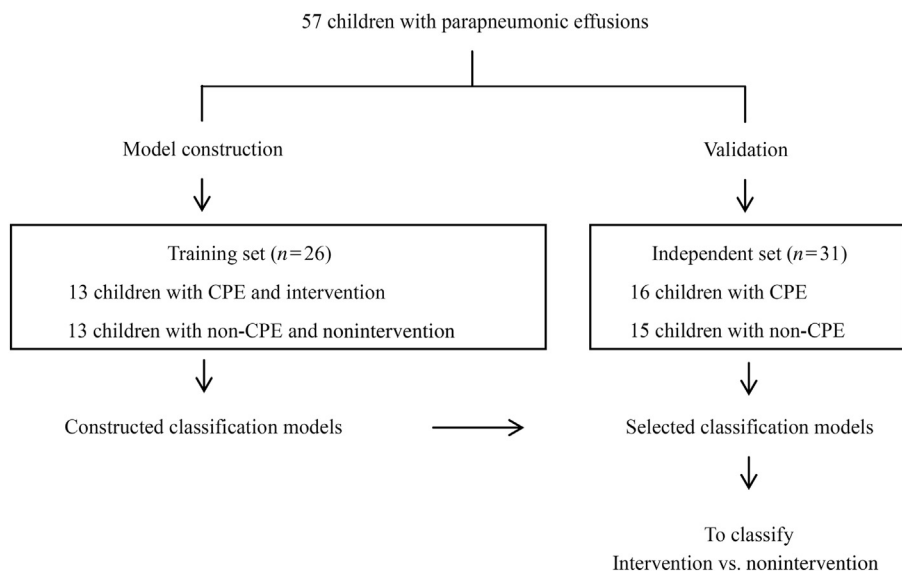 57 children with parapneumonic effusions
Model construction
Validation
Training set (n=26)
13 children with CPE and intervention
13 children with non-CPE and nonintervention
Independent set (n=31)
16 children with CPE
15 children with non-CPE
Constructed classification models
Selected classification models
To classify
Intervention vs. nonintervention